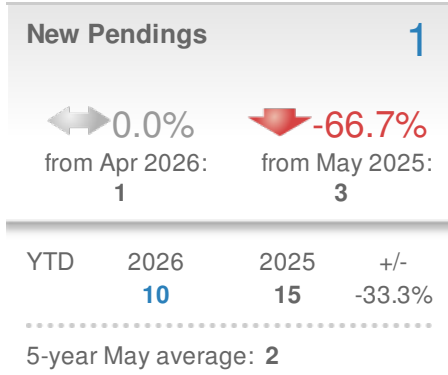 New Pendings 1
0.0% -66.7%
from Apr 2026: from May 2025:
1 3
YTD 2026 2025 +/-
10 15 -33.3%
5-year May average: 2